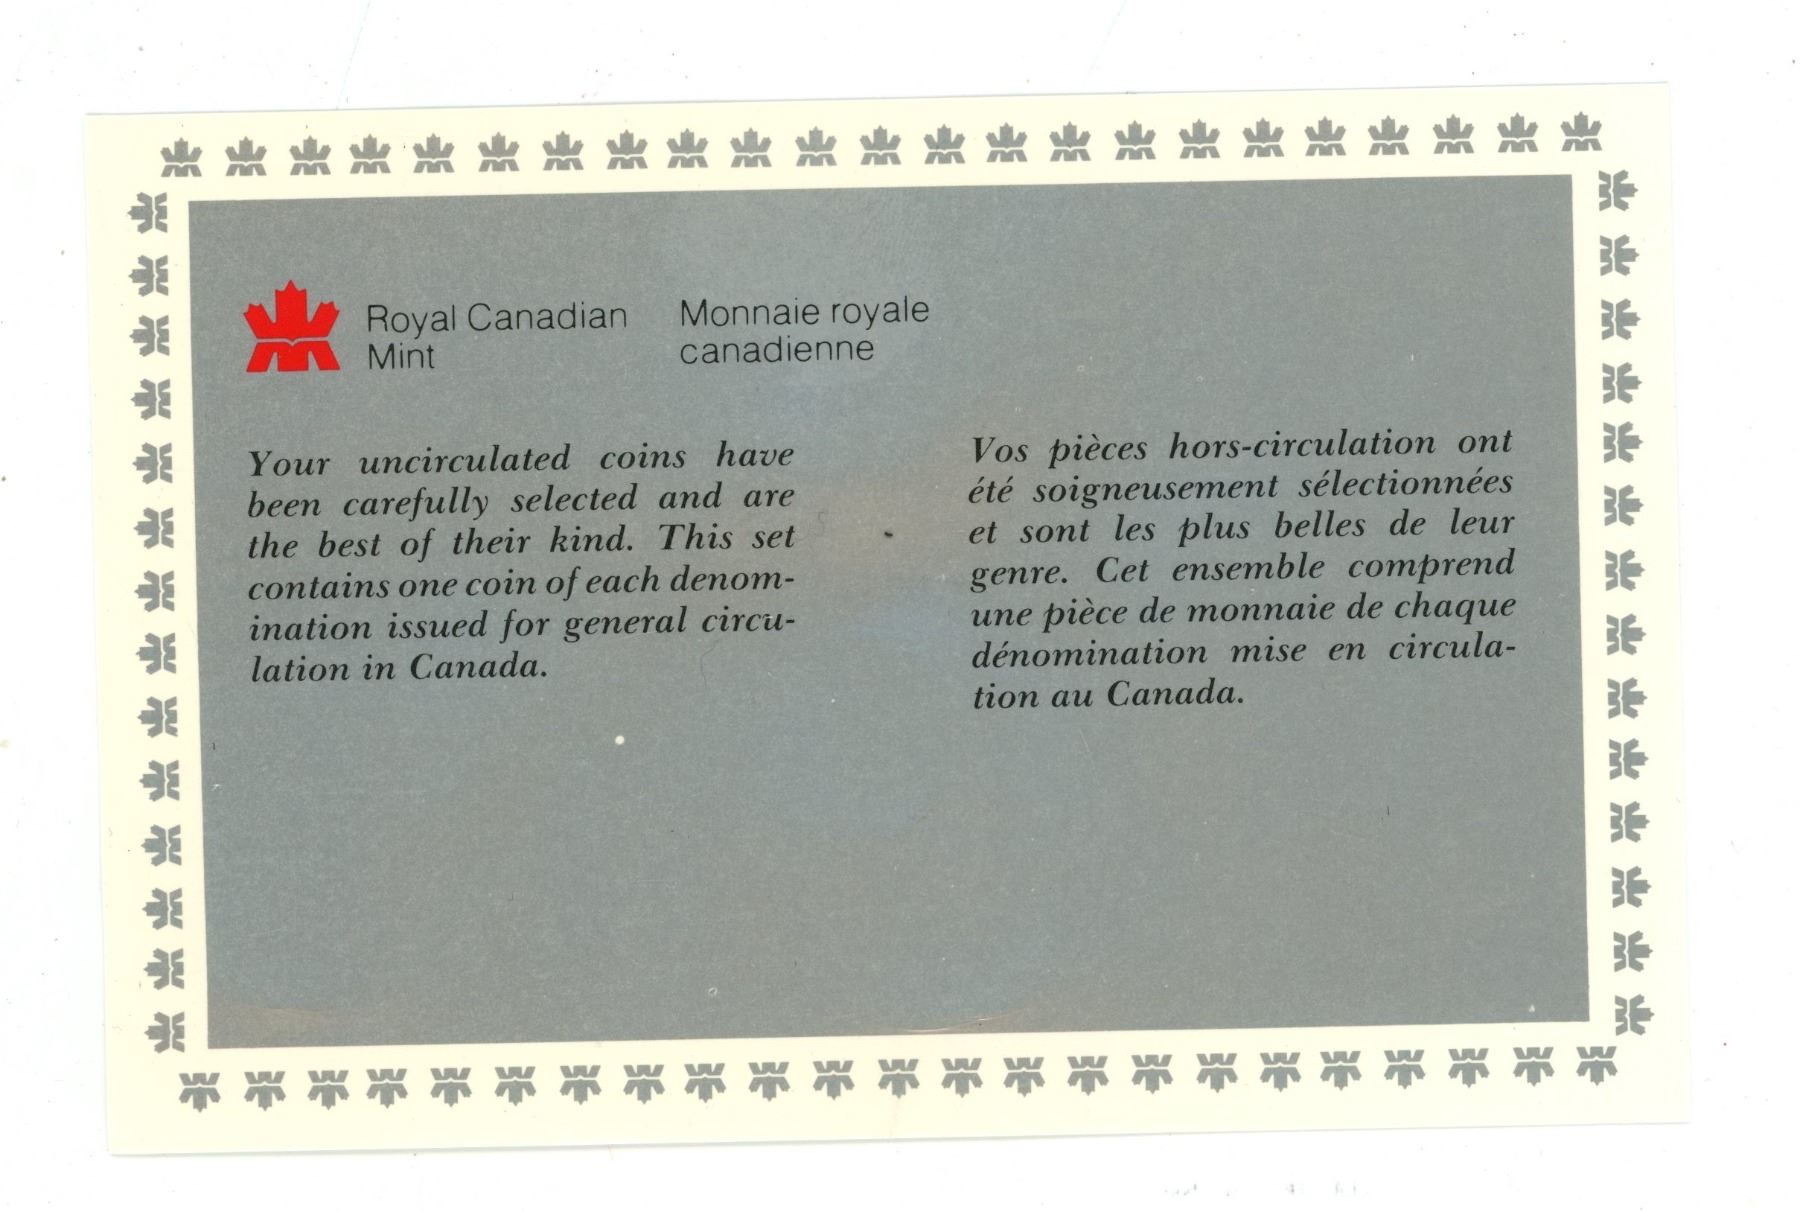 Royal Canadian
Mint
Monnaie royale
canadienne
Your uncirculated coins have
been carefully selected and are
the best of their kind. This set
contains one coin of each denom-
ination issued for general circu-
lation in Canada.
Vos pièces hors-circulation ont
été soigneusement sélectionnées
et sont les plus belles de leur
genre. Cet ensemble comprend
une pièce de monnaie de chaque
dénomination mise en circula-
tion au Canada.